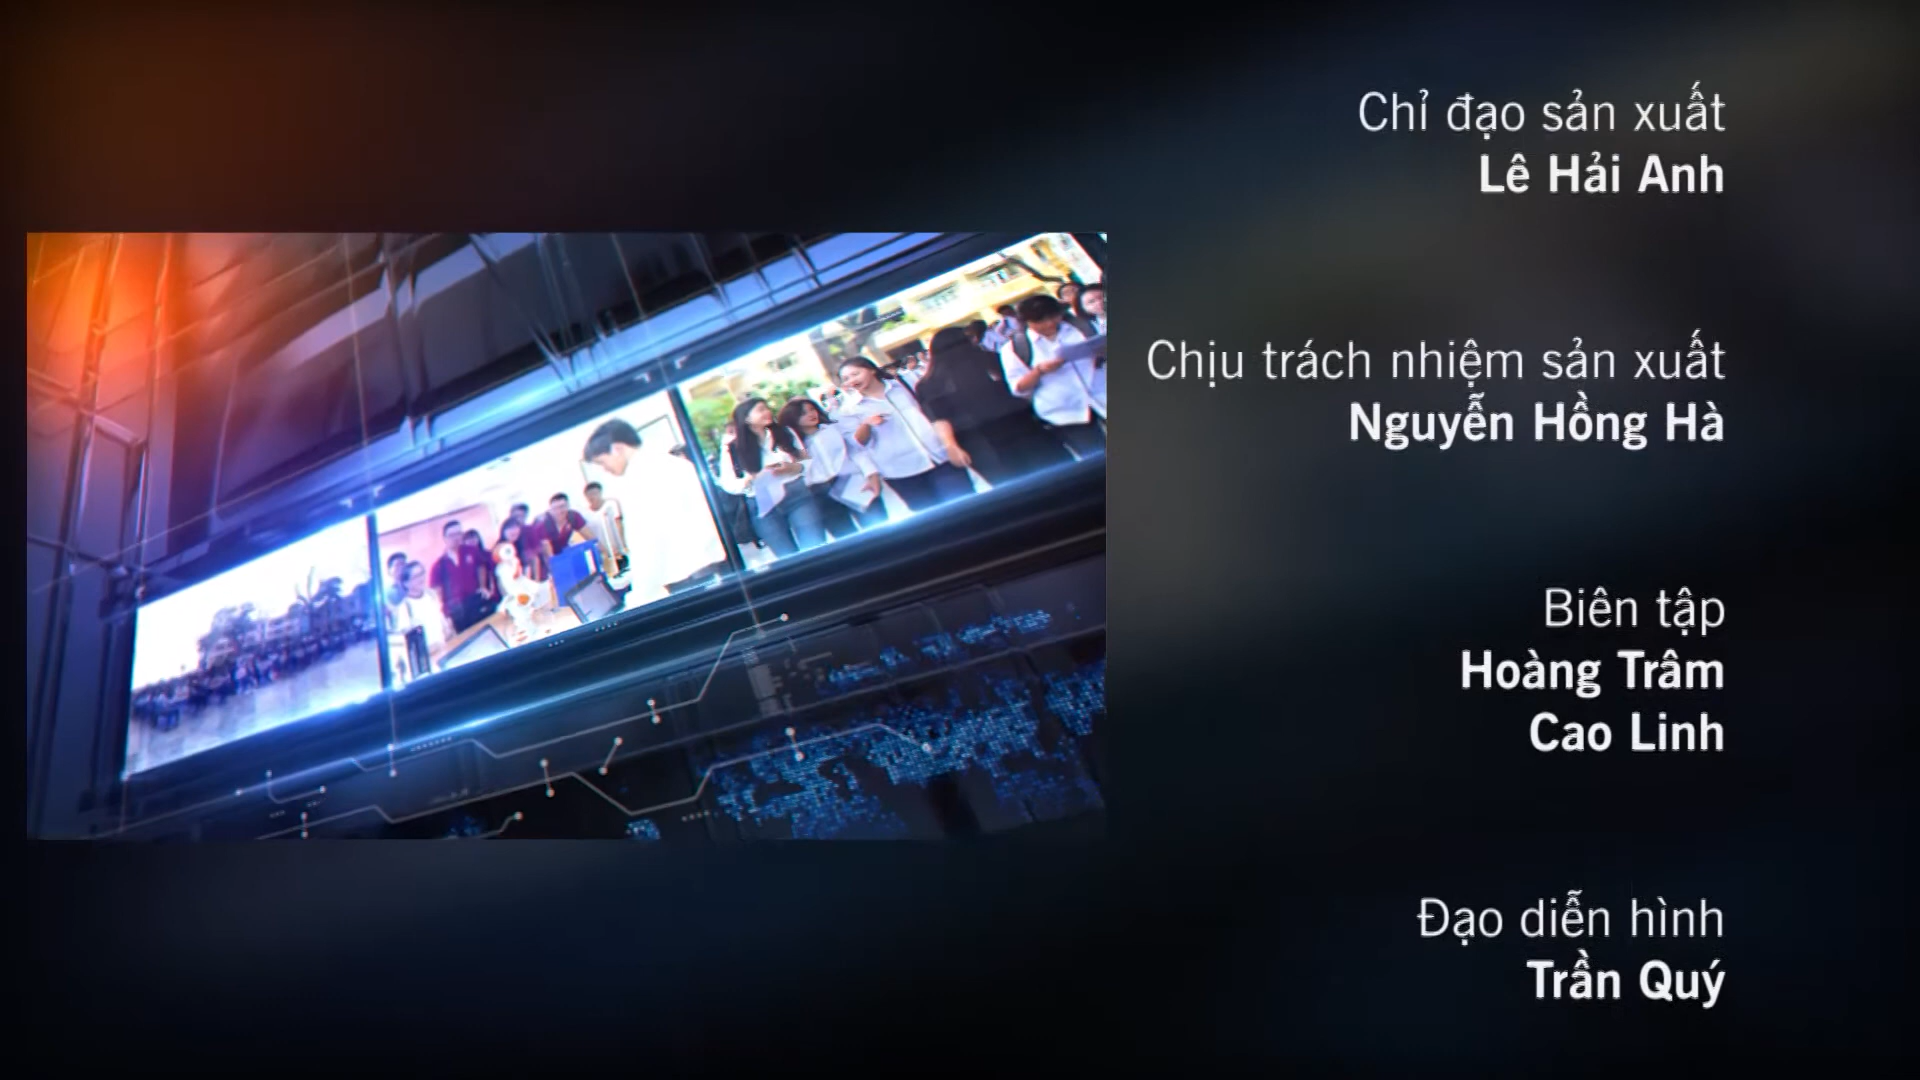 Chỉ đạo sản xuất
Lê Hải Anh
Chịu trách nhiệm sản xuất
Nguyễn Hồng Hà
Biên tập
Hoàng Trâm
Cao Linh
Đạo diễn hình
Trần Quý